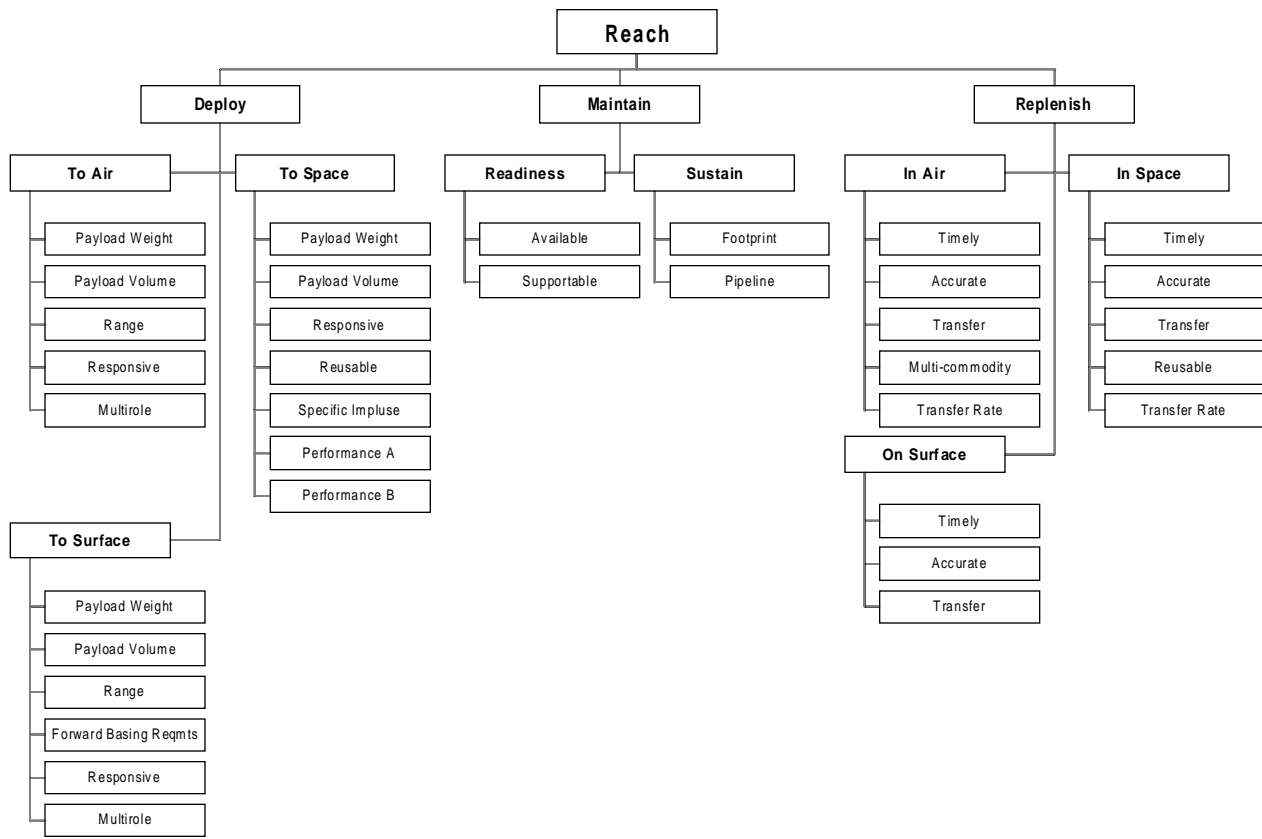 Reach
Deploy
Maintain
Replenish
To Air
Payload Weight
Payload Volume
Range
Responsive
Multirole
To Space
Payload Weight
Payload Volume
Responsive
Reusable
Specific Impluse
Performance A
Performance B
To Surface
Payload Weight
Payload Volume
Range
Forward Basing Reqmts
Responsive
Multirole
Readiness
Available
Supportable
Sustain
Footprint
Pipeline
In Air
Timely
Accurate
Transfer
Multi-commodity
Transfer Rate
In Space
Timely
Accurate
Transfer
Reusable
Transfer Rate
On Surface
Timely
Accurate
Transfer